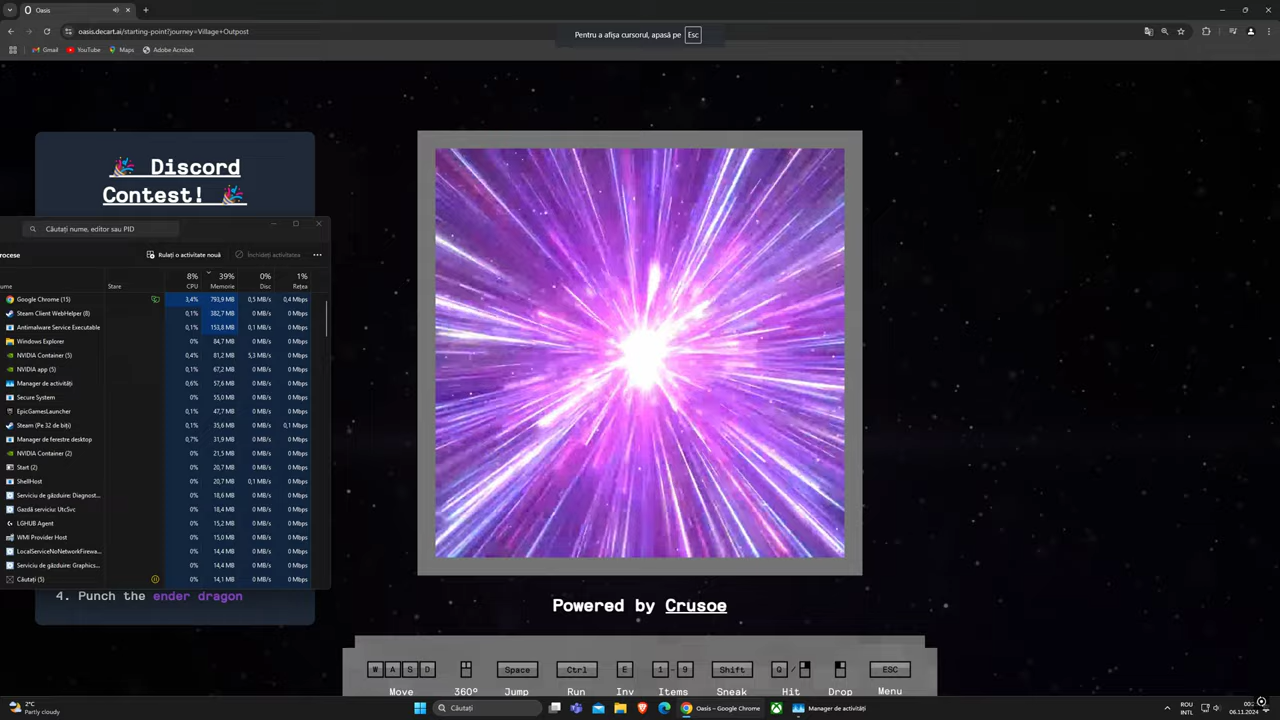 Oasis
oasis.decart.ai/starting-point?journey=Village+Outpost
Pentru a afișa cursorul, apasă pe Esc
Gmail YouTube Maps Adobe Acrobat
Discord
Contest!
Căutați nume, editor sau PID
rocese Rulați o activitate nouă Închideți activitatea
8% 39% 0% 1%
ume Stare CPU Memorie Disc Rețea
Google Chrome (15) 3,4% 793,9 MB 0,5 MB/s 0,4 Mbps
Steam Client WebHelper (8) 0,1% 382,7 MB 0 MB/s 0 Mbps
Antimalware Service Executable 0,1% 153,8 MB 0,1 MB/s 0 Mbps
Windows Explorer 0% 84,7 MB 0 MB/s 0 Mbps
NVIDIA Container (5) 0,4% 81,2 MB 5,3 MB/s 0 Mbps
NVIDIA app (5) 0,1% 67,2 MB 0 MB/s 0 Mbps
Manager de activități 0,6% 57,6 MB 0 MB/s 0 Mbps
Secure System 0% 55,0 MB 0 MB/s 0 Mbps
EpicGamesLauncher 0,1% 47,7 MB 0 MB/s 0 Mbps
Steam (Pe 32 de biți) 0,1% 35,6 MB 0 MB/s 0,1 Mbps
Manager de ferestre desktop 0,7% 31,9 MB 0 MB/s 0 Mbps
NVIDIA Container (2) 0% 21,5 MB 0 MB/s 0 Mbps
Start (2) 0% 20,7 MB 0 MB/s 0 Mbps
ShellHost 0% 20,7 MB 0,1 MB/s 0 Mbps
Serviciu de găzduire: Diagnost... 0% 18,6 MB 0 MB/s 0 Mbps
Gazdă serviciu: UtcSvc 0% 18,4 MB 0 MB/s 0 Mbps
LGHUB Agent 0% 15,2 MB 0 MB/s 0 Mbps
WMI Provider Host 0% 15,0 MB 0 MB/s 0 Mbps
LocalServiceNoNetworkFirewa... 0% 14,4 MB 0 MB/s 0 Mbps
Serviciu de găzduire: Graphics... 0% 14,4 MB 0 MB/s 0 Mbps
Căutați (5) 0% 14,1 MB 0 MB/s 0 Mbps
4. Punch the ender dragon
Powered by Crusoe
W A S D Space Ctrl E 1 - 9 Shift Q / ESC
Move 360º Jump Run Inv Items Sneak Hit Drop Menu
2°C
Partly cloudy
Căutați
Oasis - Google Chrome
Manager de activități
ROU
INTL
06.11.2024